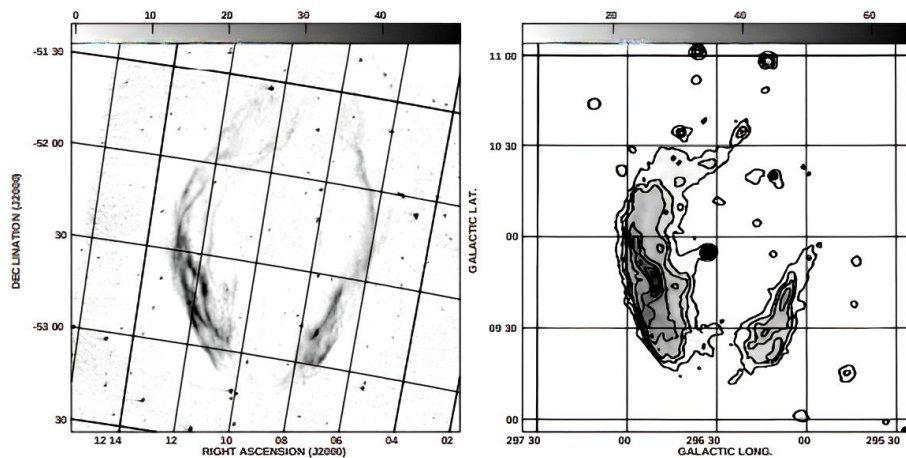 0 10 20 30 40
-51 30
-52 00
30
-53 00
30
DECLINATION (J2000)
12 14 12 10 08 06 04 02
RIGHT ASCENSION (J2000)
20 40 60
11 00
10 30
00
09 30
00
GALACTIC LAT.
297 30 00 296 30 00 295 30
GALACTIC LONG.